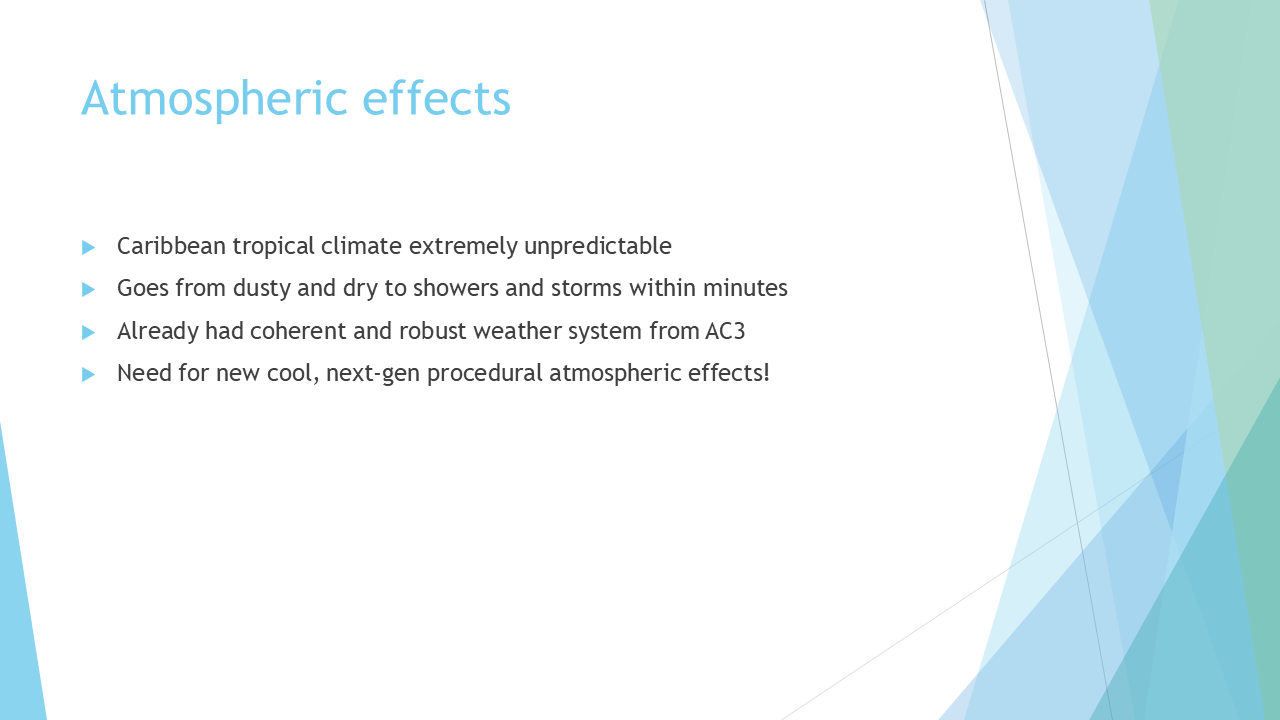 Atmospheric effects
Caribbean tropical climate extremely unpredictable
Goes from dusty and dry to showers and storms within minutes
Already had coherent and robust weather system from AC3
Need for new cool, next-gen procedural atmospheric effects!